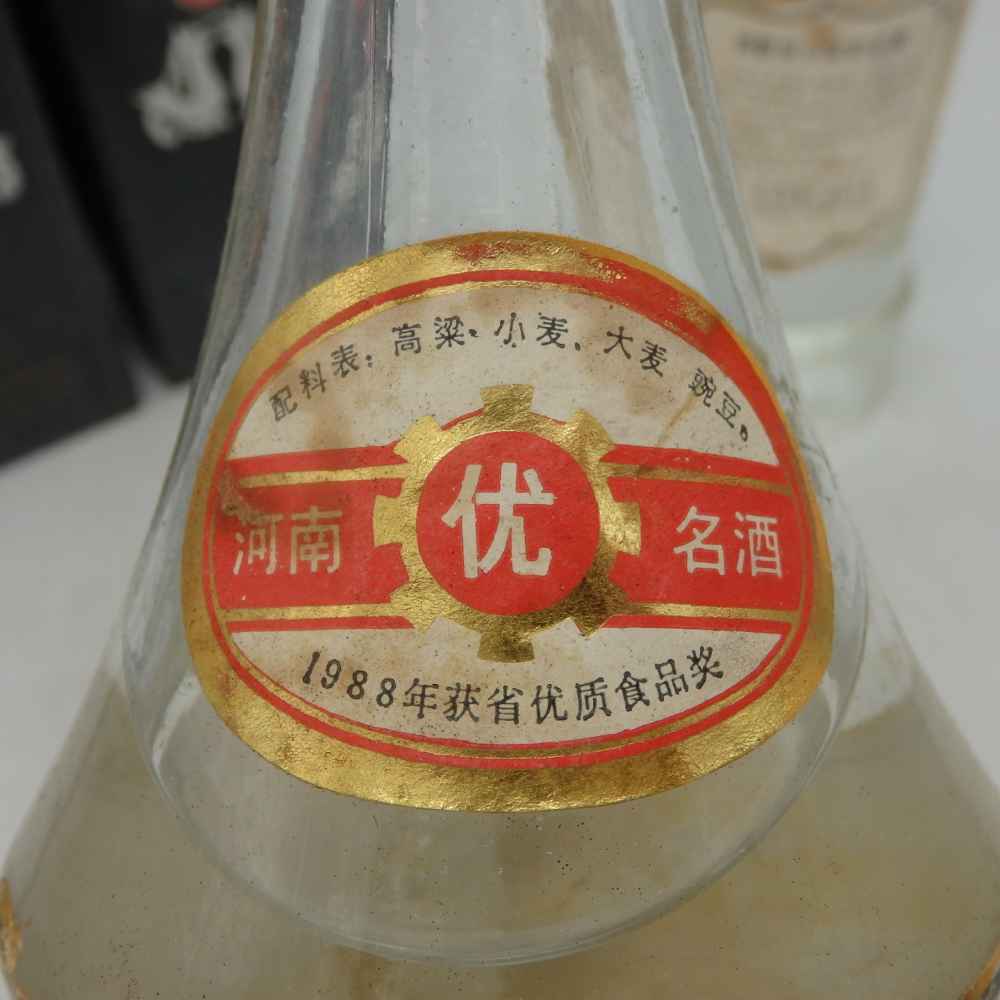 配料表：高粱、小麦、大麦 豌豆。
河南 优 名酒
1988年获省优质食品奖